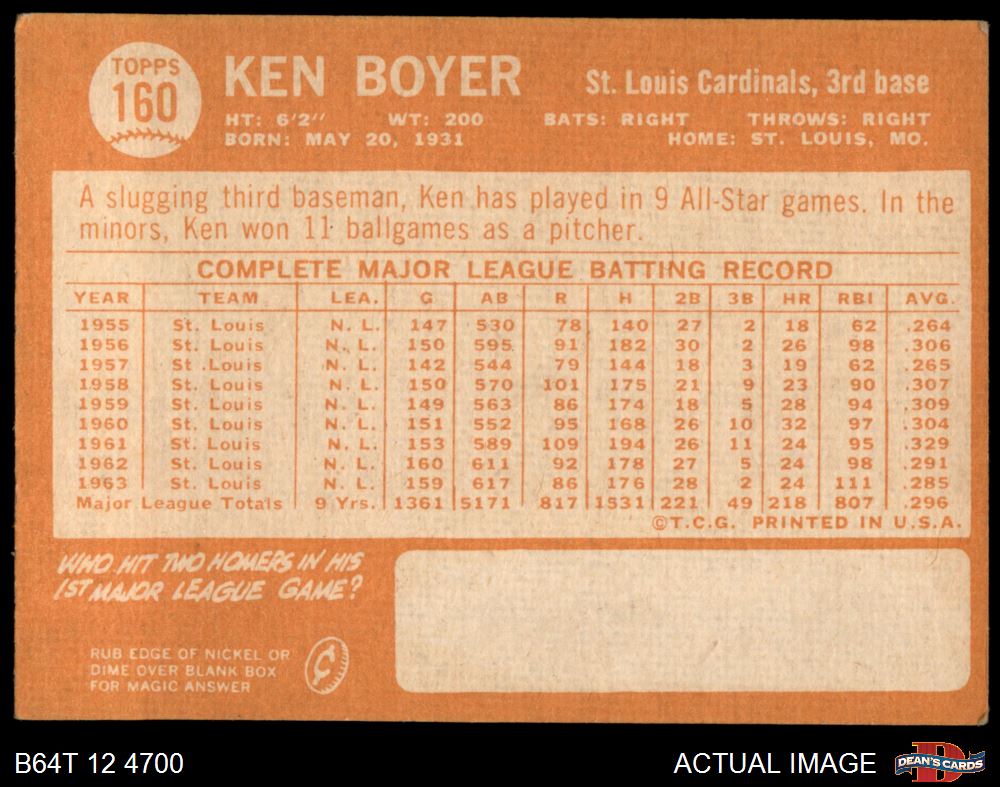 TOPPS
160
KEN BOYER
St. Louis Cardinals, 3rd base
HT: 6'2" WT: 200 BATS: RIGHT THROWS: RIGHT
BORN: MAY 20, 1931 HOME: ST. LOUIS, MO.
A slugging third baseman, Ken has played in 9 All-Star games. In the
minors, Ken won 11 ballgames as a pitcher.
COMPLETE MAJOR LEAGUE BATTING RECORD
YEAR TEAM LEA. G AB R H 2B 3B HR RBI AVG.
1955 St. Louis N. L. 147 530 78 140 27 2 18 62 .264
1956 St. Louis N. L. 150 595 91 182 30 2 26 98 .306
1957 St .Louis N. L. 142 544 79 144 18 3 19 62 .265
1958 St. Louis N. L. 150 570 101 175 21 9 23 90 .307
1959 St. Louis N. L. 149 563 86 174 18 5 28 94 .309
1960 St. Louis N. L. 151 552 95 168 26 10 32 97 .304
1961 St. Louis N. L. 153 589 109 194 26 11 24 95 .329
1962 St. Louis N. L. 160 611 92 178 27 5 24 98 .291
1963 St. Louis N. L. 159 617 86 176 28 2 24 111 .285
Major League Totals 9 Yrs. 1361 5171 817 1531 221 49 218 807 .296
©T.C.G. PRINTED IN U.S.A.
WHO HIT TWO HOMERS IN HIS
1ST MAJOR LEAGUE GAME?
RUB EDGE OF NICKEL OR
DIME OVER BLANK BOX
FOR MAGIC ANSWER
¢
B64T 12 4700
ACTUAL IMAGE
D
DEAN'S CARDS